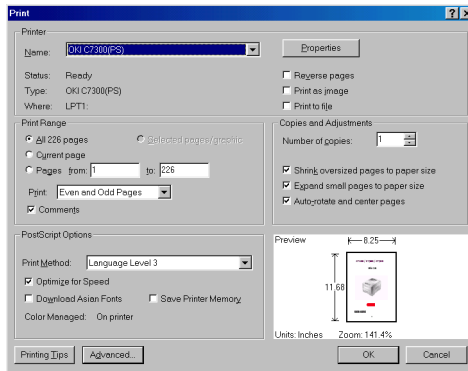 Print
Printer
Name: OKI C7300(PS)
Properties
Status: Ready
Reverse pages
Type: OKI C7300(PS)
Print as image
Where: LPT1:
Print to file
Print Range
All 226 pages
Selected pages/graphic
Current page
Pages from: 1 to: 226
Print: Even and Odd Pages
Comments
Copies and Adjustments
Number of copies: 1
Shrink oversized pages to paper size
Expand small pages to paper size
Auto-rotate and center pages
PostScript Options
Print Method: Language Level 3
Optimize for Speed
Download Asian Fonts
Save Printer Memory
Color Managed: On printer
Preview
8.25
11.68
Units: Inches Zoom: 141.4%
Printing Tips
Advanced...
OK
Cancel